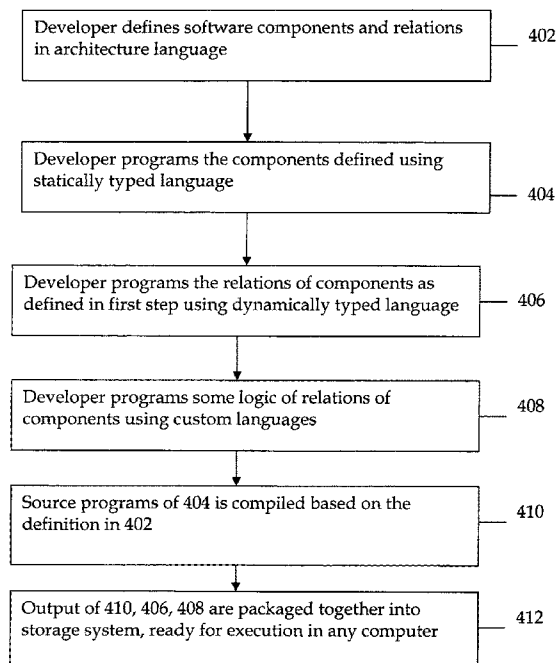 Developer defines software components and relations
in architecture language
402
Developer programs the components defined using
statically typed language
404
Developer programs the relations of components as
defined in first step using dynamically typed language
406
Developer programs some logic of relations of
components using custom languages
408
Source programs of 404 is compiled based on the
definition in 402
410
Output of 410, 406, 408 are packaged together into
storage system, ready for execution in any computer
412